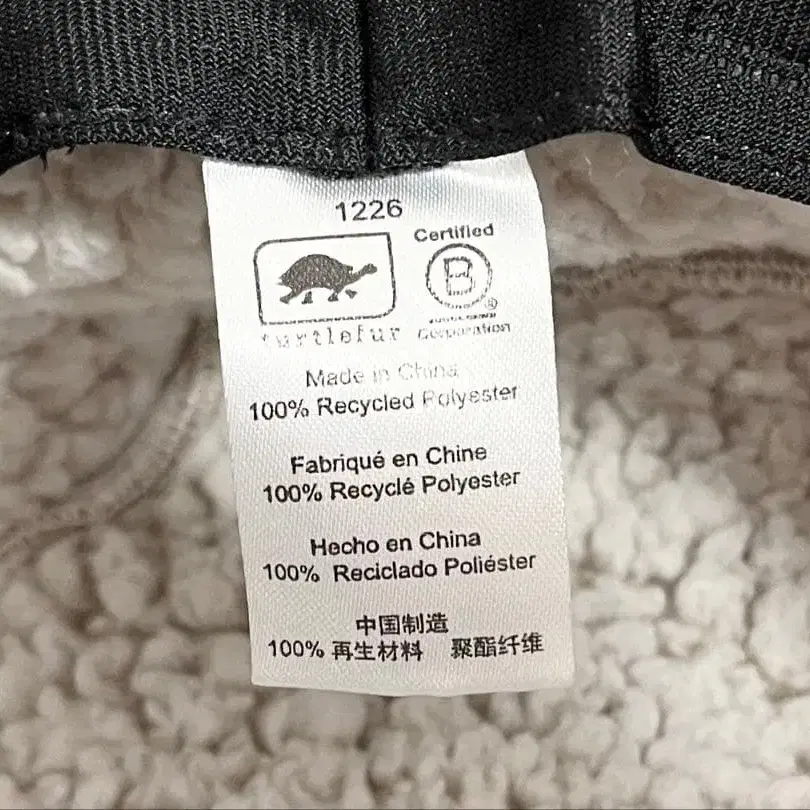 1226
Certified
B
®
turtlefur
Corporation
Made in China
100% Recycled Polyester
Fabriqué en Chine
100% Recyclé Polyester
Hecho en China
100% Reciclado Poliéster
中国制造
100% 再生材料 聚酯纤维